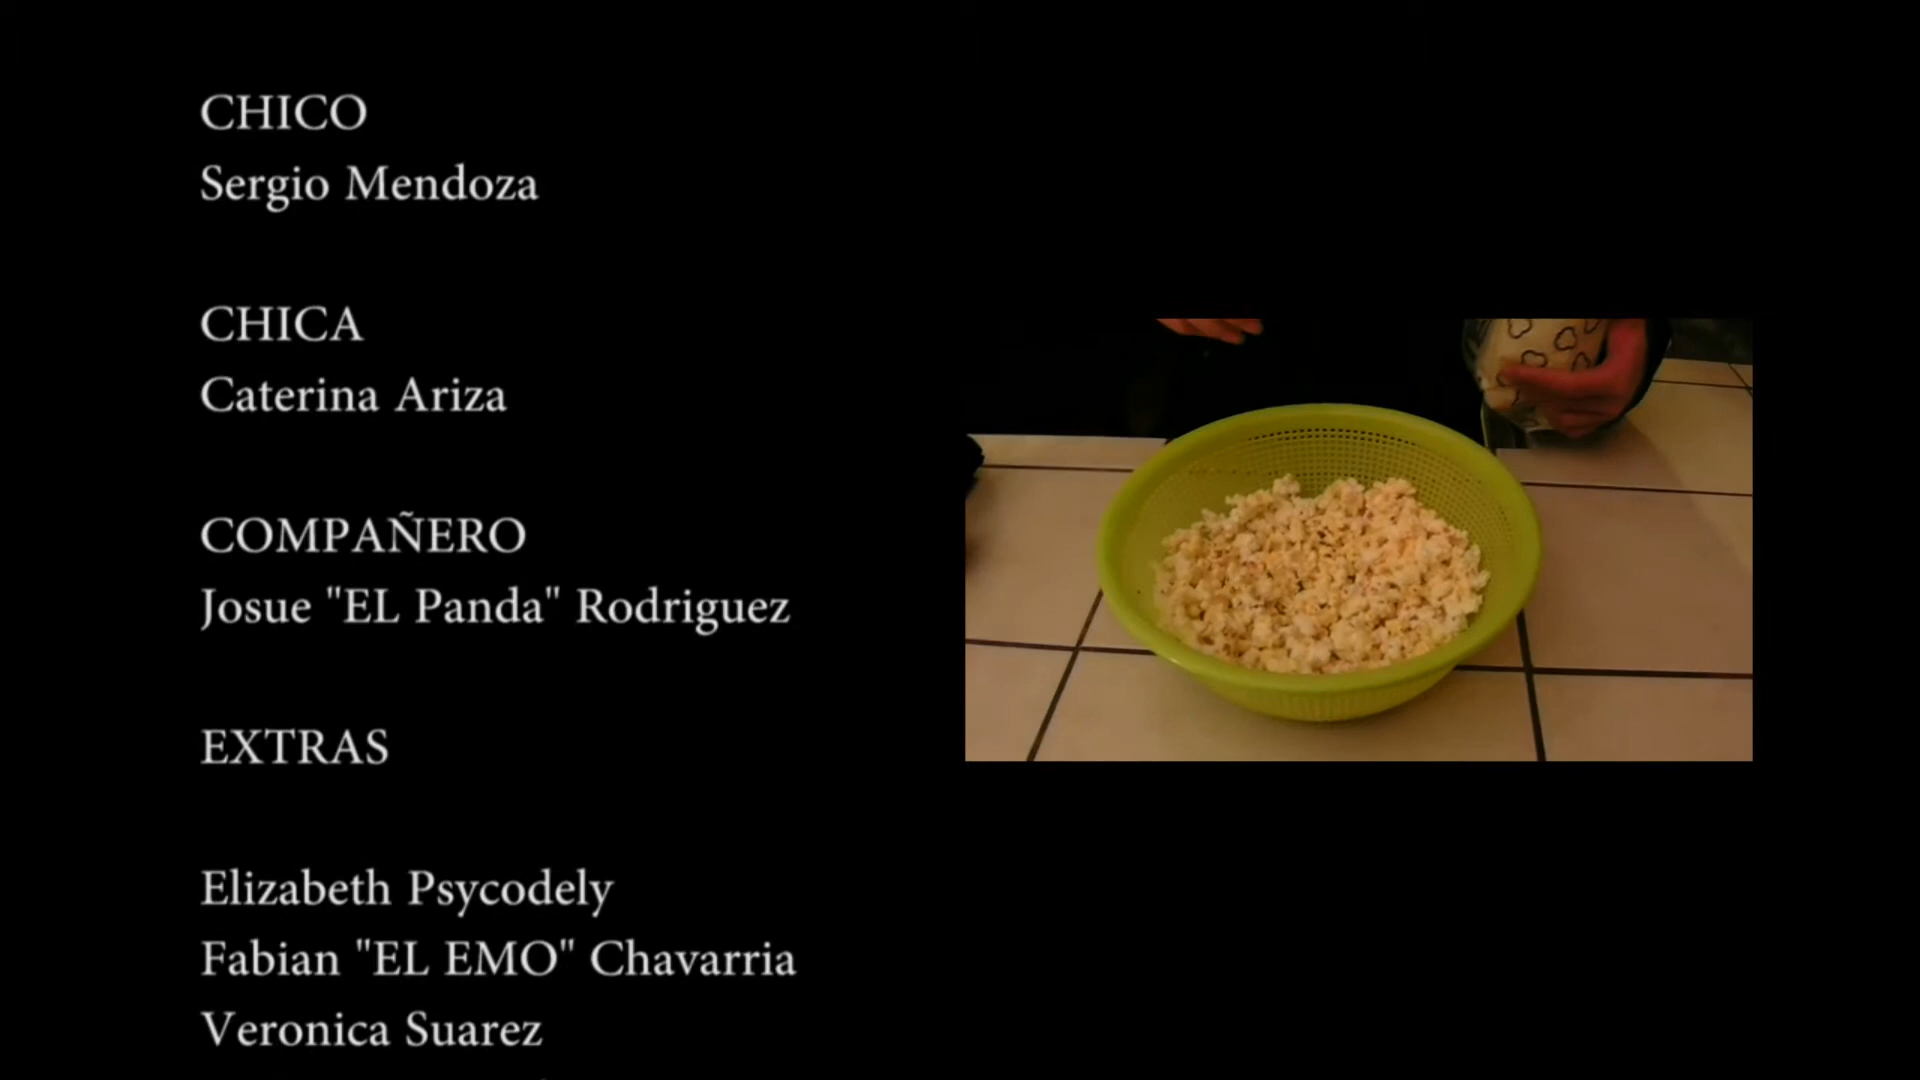 CHICO
Sergio Mendoza
CHICA
Caterina Ariza
COMPAÑERO
Josue "EL Panda" Rodriguez
EXTRAS
Elizabeth Psycodely
Fabian "EL EMO" Chavarria
Veronica Suarez